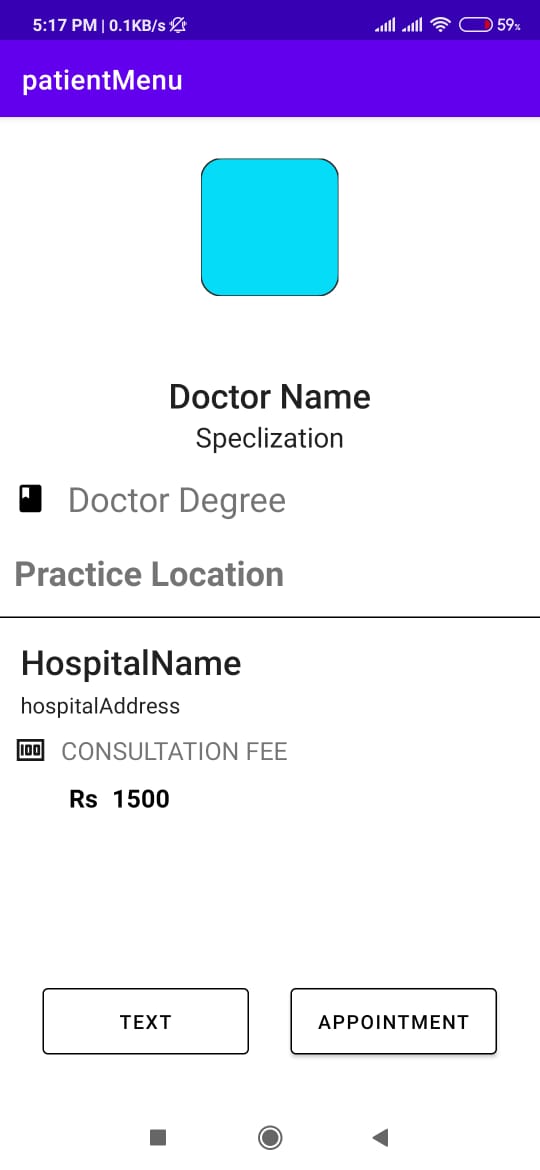 5:17 PM | 0.1KB/s
59%
patientMenu
Doctor Name
Speclization
Doctor Degree
Practice Location
HospitalName
hospitalAddress
100 CONSULTATION FEE
Rs 1500
TEXT APPOINTMENT